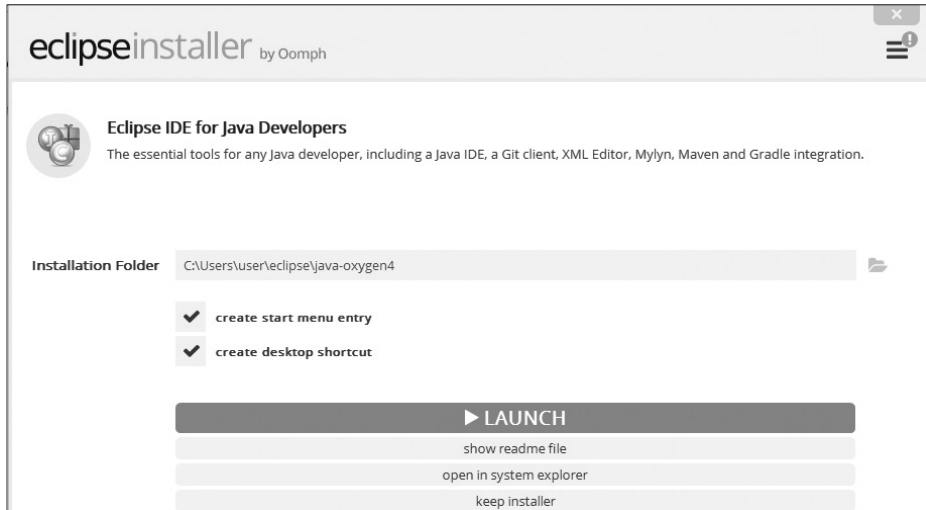 eclipseinstaller by Oomph
Eclipse IDE for Java Developers
The essential tools for any Java developer, including a Java IDE, a Git client, XML Editor, Mylyn, Maven and Gradle integration.
Installation Folder C:\Users\user\eclipse\java-oxygen4
create start menu entry
create desktop shortcut
LAUNCH
show readme file
open in system explorer
keep installer